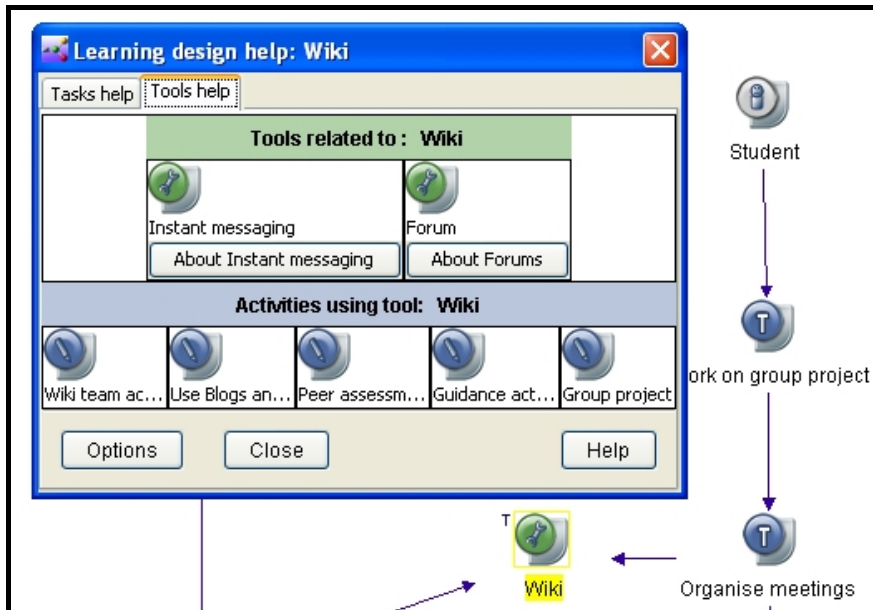 Learning design help: Wiki
Tasks help Tools help
Tools related to : Wiki
Instant messaging Forum
About Instant messaging About Forums
Activities using tool: Wiki
Wiki team ac... Use Blogs an... Peer assessm... Guidance act... Group project
Options Close Help
Student
T
ork on group project
T
T
Wiki
Organise meetings